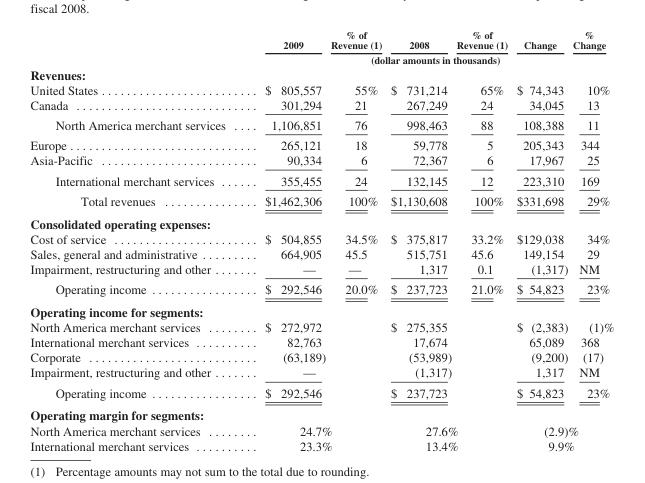 fiscal 2008.
% of % of %
2009 Revenue (1) 2008 Revenue (1) Change Change
(dollar amounts in thousands)
Revenues:
United States ........................ $ 805,557 55% $ 731,214 65% $ 74,343 10%
Canada ............................ 301,294 21 267,249 24 34,045 13
North America merchant services .... 1,106,851 76 998,463 88 108,388 11
Europe ............................. 265,121 18 59,778 5 205,343 344
Asia-Pacific ........................ 90,334 6 72,367 6 17,967 25
International merchant services ...... 355,455 24 132,145 12 223,310 169
Total revenues ............... $1,462,306 100% $1,130,608 100% $331,698 29%
Consolidated operating expenses:
Cost of service ...................... $ 504,855 34.5% $ 375,817 33.2% $129,038 34%
Sales, general and administrative ......... 664,905 45.5 515,751 45.6 149,154 29
Impairment, restructuring and other ....... — — 1,317 0.1 (1,317) NM
Operating income ................ $ 292,546 20.0% $ 237,723 21.0% $ 54,823 23%
Operating income for segments:
North America merchant services ........ $ 272,972 $ 275,355 $ (2,383) (1)%
International merchant services .......... 82,763 17,674 65,089 368
Corporate .......................... (63,189) (53,989) (9,200) (17)
Impairment, restructuring and other ....... — (1,317) 1,317 NM
Operating income ................ $ 292,546 $ 237,723 $ 54,823 23%
Operating margin for segments:
North America merchant services ........ 24.7% 27.6% (2.9)%
International merchant services .......... 23.3% 13.4% 9.9%
(1) Percentage amounts may not sum to the total due to rounding.